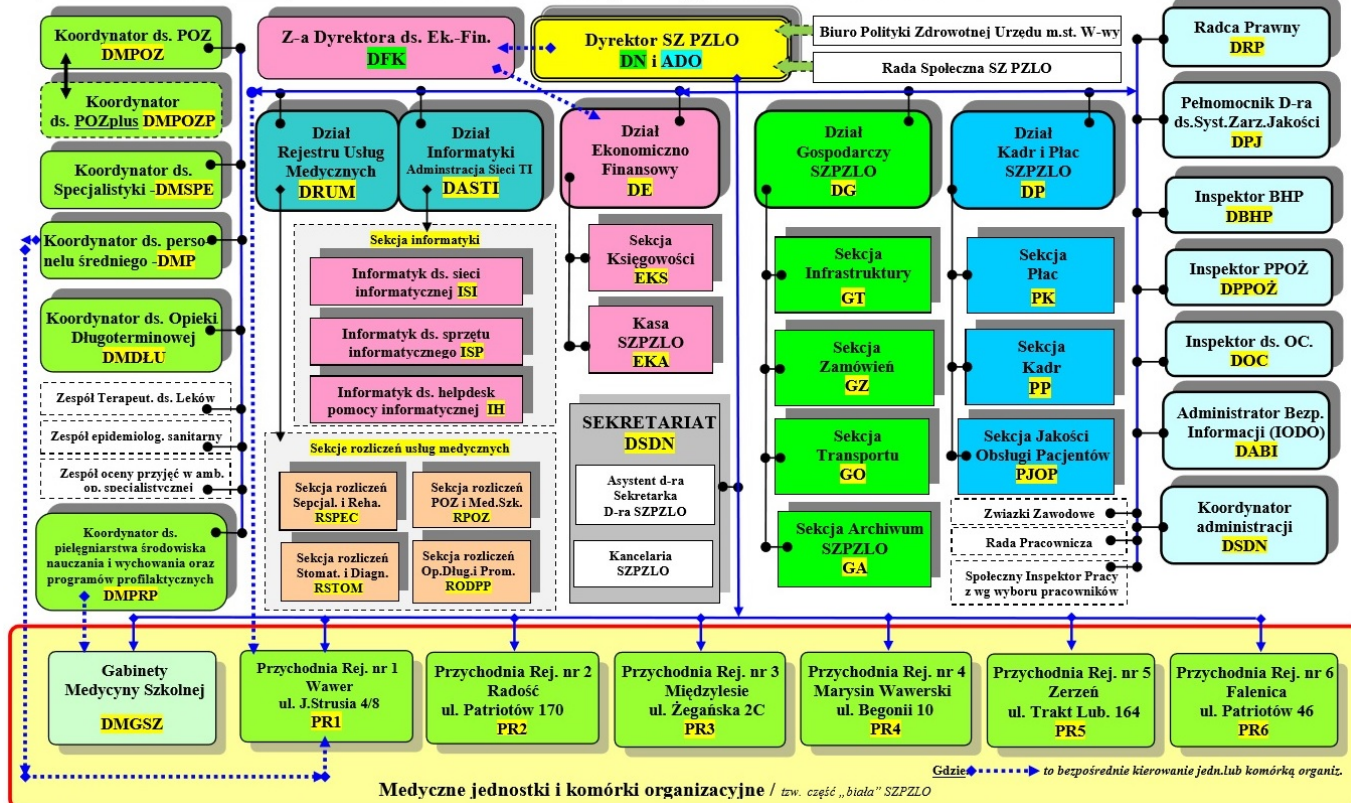 Koordynator ds. POZ
DMPOZ
Koordynator
ds. POZplus DMPOZP
Koordynator ds.
Specjalistyki -DMSPE
Koordynator ds. perso-
nelu średniego -DMP
Koordynator ds. Opieki
Długoterminowej
DMDŁU
Zespół Terapeut. ds. Leków
Zespół epidemiolog. sanitarny
Zespół oceny przyjęć w amb.
op. specjalistycznej
Koordynator ds.
pielęgniarstwa środowiska
nauczania i wychowania oraz
programów profilaktycznych
DMPRP
Z-a Dyrektora ds. Ek.-Fin.
DFK
Dyrektor SZ PZLO
DN i ADO
Biuro Polityki Zdrowotnej Urzędu m.st. W-wy
Rada Społeczna SZ PZLO
Dział
Rejestru Usług
Medycznych
DRUM
Dział
Informatyki
Adminstracja Sieci TI
DASTI
Dział
Ekonomiczno
Finansowy
DE
Dział
Gospodarczy
SZPZLO
DG
Dział
Kadr i Płac
SZPZLO
DP
Sekcja informatyki
Informatyk ds. sieci
informatycznej ISI
Informatyk ds. sprzętu
informatycznego ISP
Informatyk ds. helpdesk
pomocy informatycznej IH
Sekcje rozliczeń usług medycznych
Sekcja rozliczeń
Sepcjal. i Reha.
RSPEC
Sekcja rozliczeń
POZ i Med.Szk.
RPOZ
Sekcja rozliczeń
Stomat. i Diagn.
RSTOM
Sekcja rozliczeń
Op.Dług.i Prom.
RODPP
Sekcja
Księgowości
EKS
Kasa
SZPZLO
EKA
SEKRETARIAT
DSDN
Asystent d-ra
Sekretarka
D-ra SZPZLO
Kancelaria
SZPZLO
Sekcja
Infrastruktury
GT
Sekcja
Zamówień
GZ
Sekcja
Transportu
GO
Sekcja Archiwum
SZPZLO
GA
Sekcja
Płac
PK
Sekcja
Kadr
PP
Sekcja Jakości
Obsługi Pacjentów
PJOP
Zwiazki Zawodowe
Rada Pracownicza
Społeczny Inspektor Pracy
z wg wyboru pracowników
Radca Prawny
DRP
Pełnomocnik D-ra
ds.Syst.Zarz.Jakości
DPJ
Inspektor BHP
DBHP
Inspektor PPOŻ
DPPOŻ
Inspektor ds. OC.
DOC
Administrator Bezp.
Informacji (IODO)
DABI
Koordynator
administracji
DSDN
Gabinety
Medycyny Szkolnej
DMGSZ
Przychodnia Rej. nr 1
Wawer
ul. J.Strusia 4/8
PR1
Przychodnia Rej. nr 2
Radość
ul. Patriotów 170
PR2
Przychodnia Rej. nr 3
Międzylesie
ul. Żegańska 2C
PR3
Przychodnia Rej. nr 4
Marysin Wawerski
ul. Begonii 10
PR4
Przychodnia Rej. nr 5
Zerzeń
ul. Trakt Lub. 164
PR5
Przychodnia Rej. nr 6
Falenica
ul. Patriotów 46
PR6
Gdzie to bezpośrednie kierowanie jedn.lub komórką organiz.
Medyczne jednostki i komórki organizacyjne / tzw. część „biała” SZPZLO